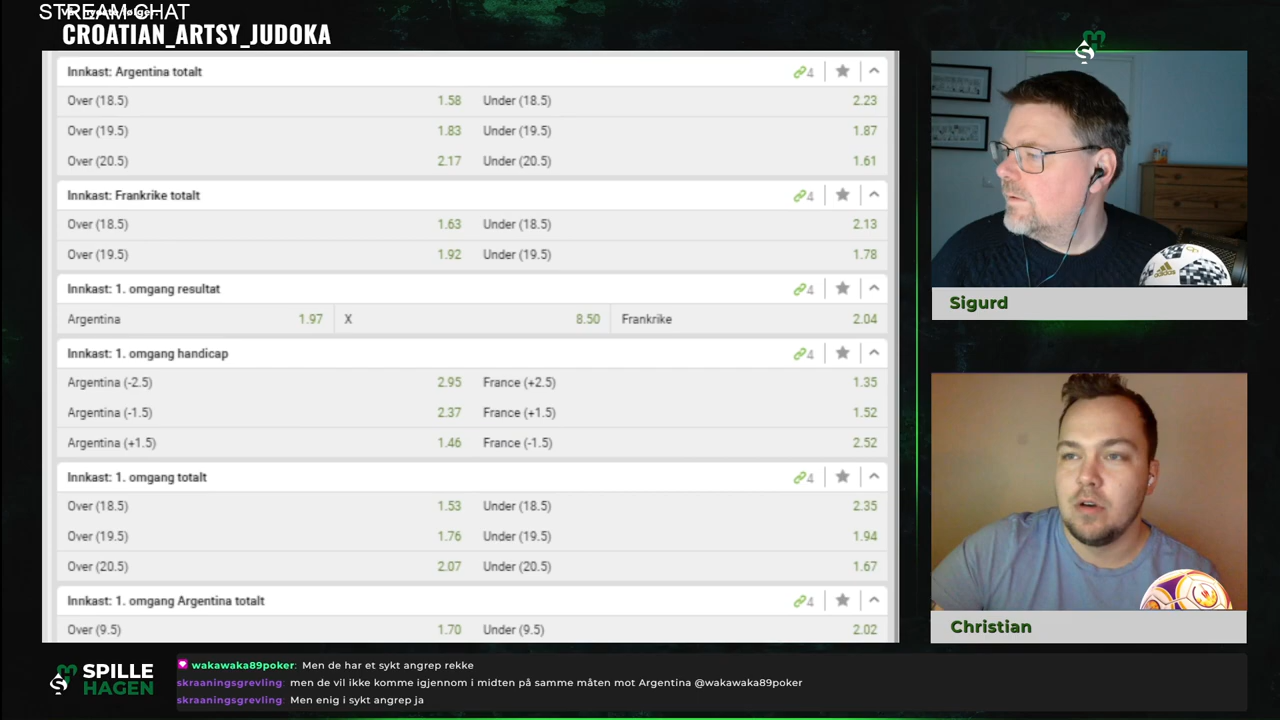 STREAM CHAT
CROATIAN_ARTSY_JUDOKA
Innkast: Argentina totalt 4
Over (18.5) 1.58 Under (18.5) 2.23
Over (19.5) 1.83 Under (19.5) 1.87
Over (20.5) 2.17 Under (20.5) 1.61
Innkast: Frankrike totalt 4
Over (18.5) 1.63 Under (18.5) 2.13
Over (19.5) 1.92 Under (19.5) 1.78
Innkast: 1. omgang resultat 4
Argentina 1.97 X 8.50 Frankrike 2.04
Innkast: 1. omgang handicap 4
Argentina (-2.5) 2.95 France (+2.5) 1.35
Argentina (-1.5) 2.37 France (+1.5) 1.52
Argentina (+1.5) 1.46 France (-1.5) 2.52
Innkast: 1. omgang totalt 4
Over (18.5) 1.53 Under (18.5) 2.35
Over (19.5) 1.76 Under (19.5) 1.94
Over (20.5) 2.07 Under (20.5) 1.67
Innkast: 1. omgang Argentina totalt 4
Over (9.5) 1.70 Under (9.5) 2.02
adidas
Sigurd
Christian
SPILLE
HAGEN
wakawaka89poker: Men de har et sykt angrep rekke
skraaningsgrevling: men de vil ikke komme igjennom i midten på samme måten mot Argentina @wakawaka89poker
skraaningsgrevling: Men enig i sykt angrep ja